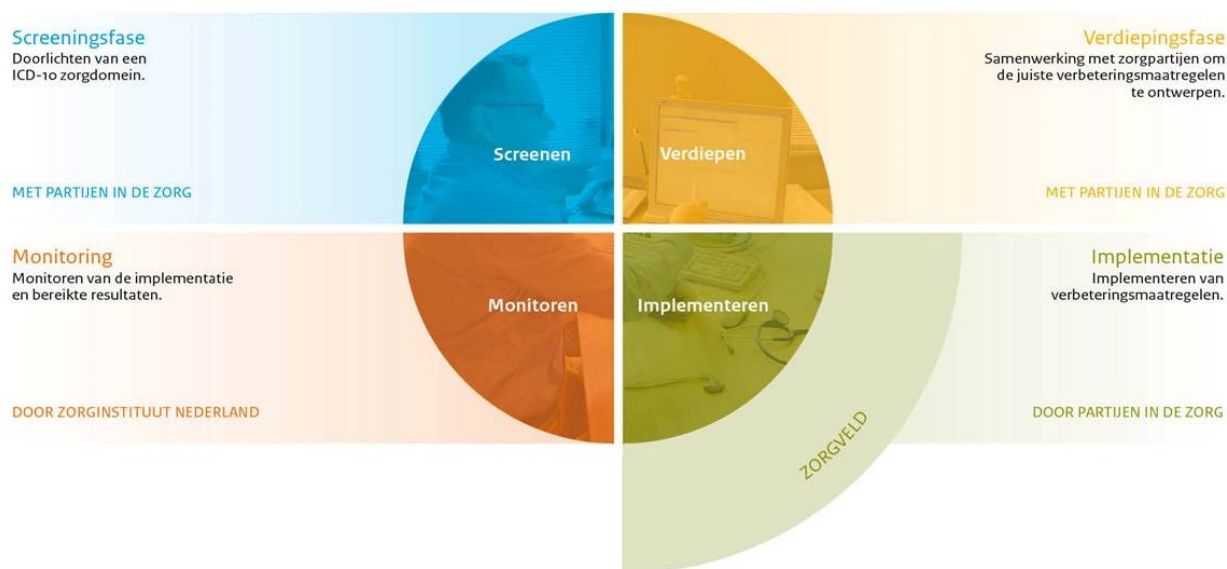 Screeningsfase
Doorlichten van een
ICD-10 zorgdomein.
MET PARTIJEN IN DE ZORG
Screenen
Verdiepen
Verdiepingsfase
Samenwerking met zorgpartijen om
de juiste verbeteringsmaatregelen
te ontwerpen.
MET PARTIJEN IN DE ZORG
Monitoring
Monitoren van de implementatie
en bereikte resultaten.
DOOR ZORGINSTITUUT NEDERLAND
Monitoren
Implementeren
Implementatie
Implementeren van
verbeteringsmaatregelen.
DOOR PARTIJEN IN DE ZORG
ZORGVELD